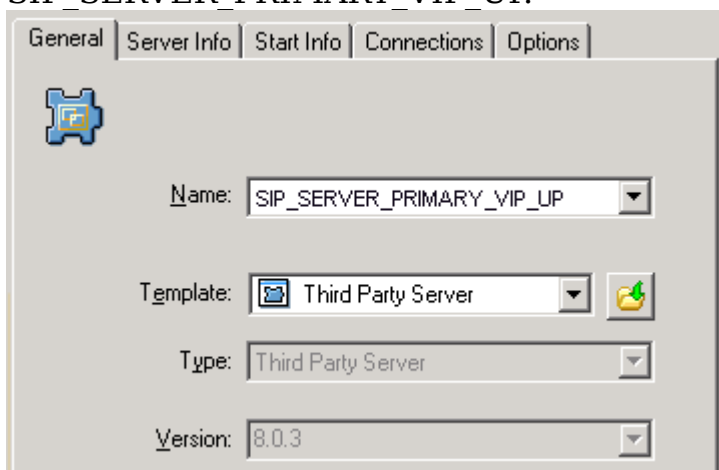 SIP_SERVER_PRIMARY_VIP_UP.
General Server Info Start Info Connections Options
Name: SIP_SERVER_PRIMARY_VIP_UP
Template: Third Party Server
Type: Third Party Server
Version: 8.0.3